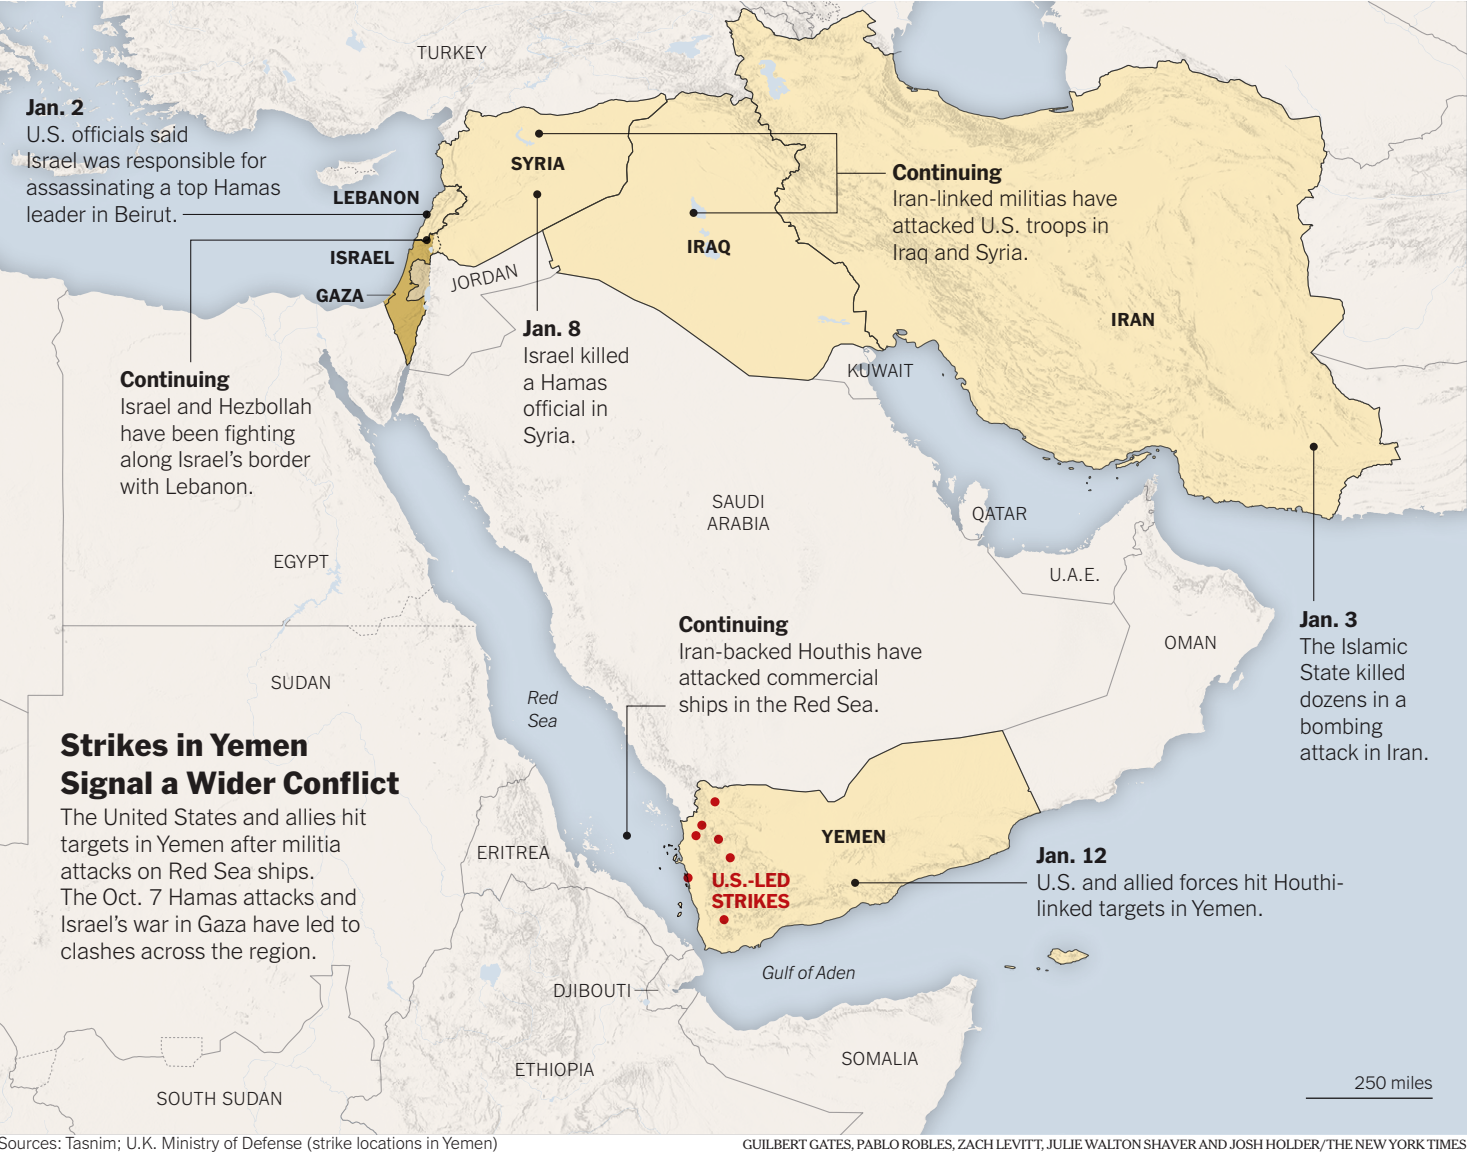 TURKEY
Jan. 2
U.S. officials said
Israel was responsible for
assassinating a top Hamas
leader in Beirut.
SYRIA
LEBANON
Continuing
Iran-linked militias have
attacked U.S. troops in
Iraq and Syria.
ISRAEL
IRAQ
JORDAN
GAZA
IRAN
Jan. 8
Israel killed
a Hamas
official in
Syria.
KUWAIT
Continuing
Israel and Hezbollah
have been fighting
along Israel’s border
with Lebanon.
SAUDI
ARABIA
QATAR
EGYPT
U.A.E.
Continuing
Iran-backed Houthis have
attacked commercial
ships in the Red Sea.
OMAN
Jan. 3
The Islamic
State killed
dozens in a
bombing
attack in Iran.
SUDAN
Red
Sea
Strikes in Yemen
Signal a Wider Conflict
The United States and allies hit
targets in Yemen after militia
attacks on Red Sea ships.
The Oct. 7 Hamas attacks and
Israel’s war in Gaza have led to
clashes across the region.
ERITREA
YEMEN
U.S.-LED
STRIKES
Jan. 12
U.S. and allied forces hit Houthi-
linked targets in Yemen.
Gulf of Aden
DJIBOUTI
SOMALIA
ETHIOPIA
SOUTH SUDAN
250 miles
Sources: Tasnim; U.K. Ministry of Defense (strike locations in Yemen)
GUILBERT GATES, PABLO ROBLES, ZACH LEVITT, JULIE WALTON SHAVER AND JOSH HOLDER/THE NEW YORK TIMES